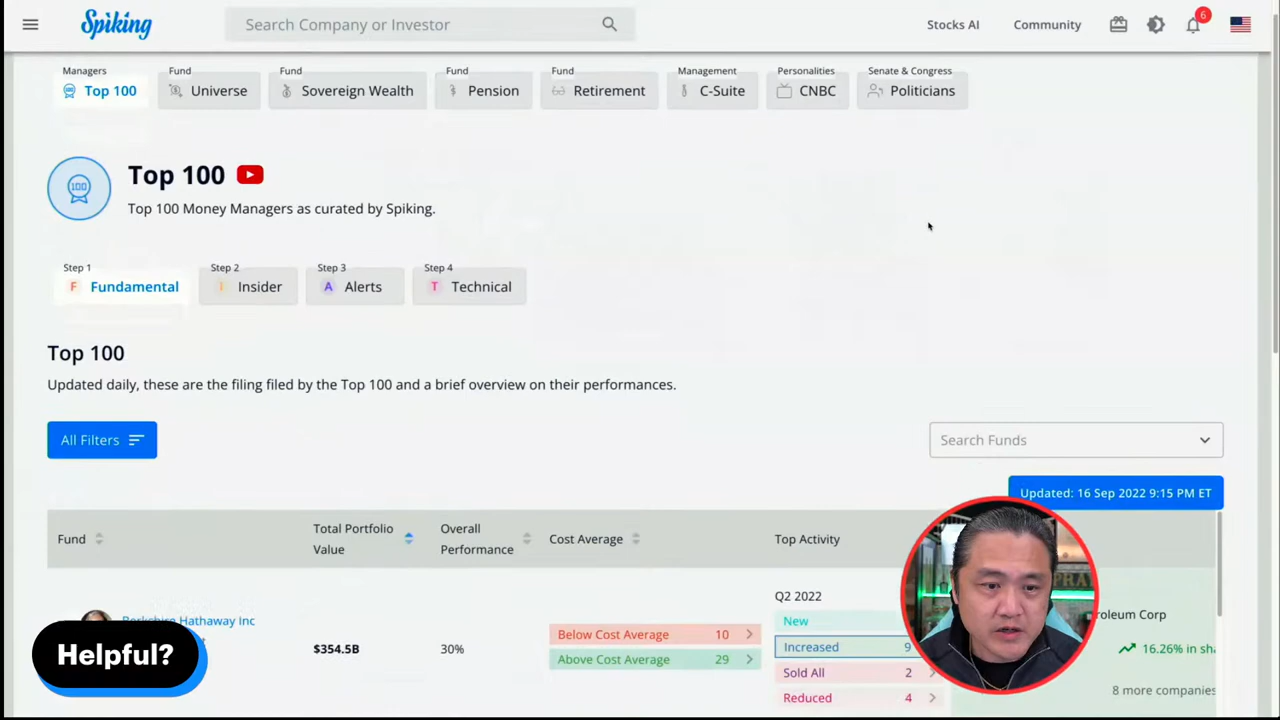 Spiking
Search Company or Investor
Stocks AI
Community
6
Managers
Top 100
Fund
Universe
Fund
Sovereign Wealth
Fund
Pension
Fund
Retirement
Management
C-Suite
Personalities
CNBC
Senate & Congress
Politicians
100
Top 100
Top 100 Money Managers as curated by Spiking.
Step 1
F Fundamental
Step 2
I Insider
Step 3
A Alerts
Step 4
T Technical
Top 100
Updated daily, these are the filing filed by the Top 100 and a brief overview on their performances.
All Filters
Search Funds
Updated: 16 Sep 2022 9:15 PM ET
Fund
Total Portfolio
Value
Overall
Performance
Cost Average
Top Activity
Berkshire Hathaway Inc
$354.5B
30%
Below Cost Average 10
Above Cost Average 29
Q2 2022
New
Increased 9
Sold All 2
Reduced 4
roleum Corp
16.26% in sha
8 more companies
Helpful?